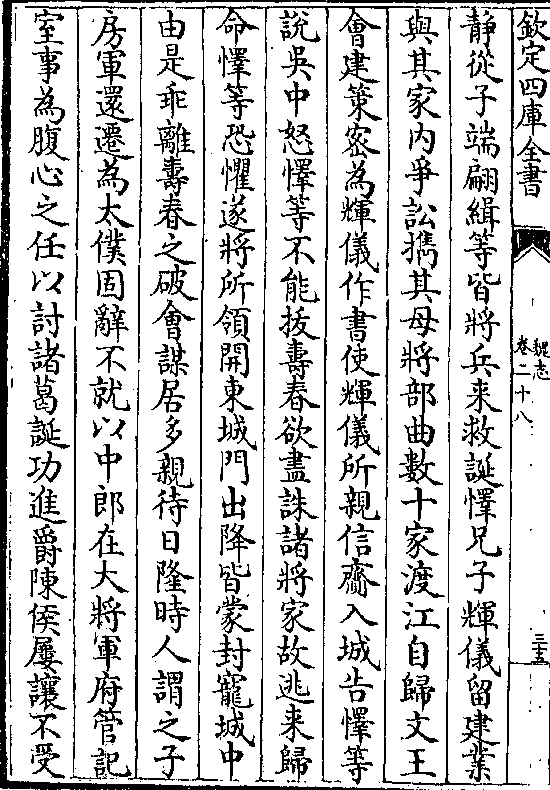 欽定四庫全書
魏志
卷二十八
三十五
靜從子端翩緝等皆將兵来救誕懌兄子輝儀留建業
與其家内爭訟攜其母將部曲數十家渡江自歸文王
會建策密為輝儀作書使輝儀所親信齎入城告懌等
說吳中怒懌等不能拔壽春欲盡誅諸將家故逃来歸
命懌等恐懼遂將所領開東城門出降皆蒙封寵城中
由是乖離壽春之破會謀居多親待日隆時人謂之子
房軍還遷為太僕固辭不就以中郎在大將軍府管記
室事為腹心之任以討諸葛誕功進爵陳侯屢讓不受